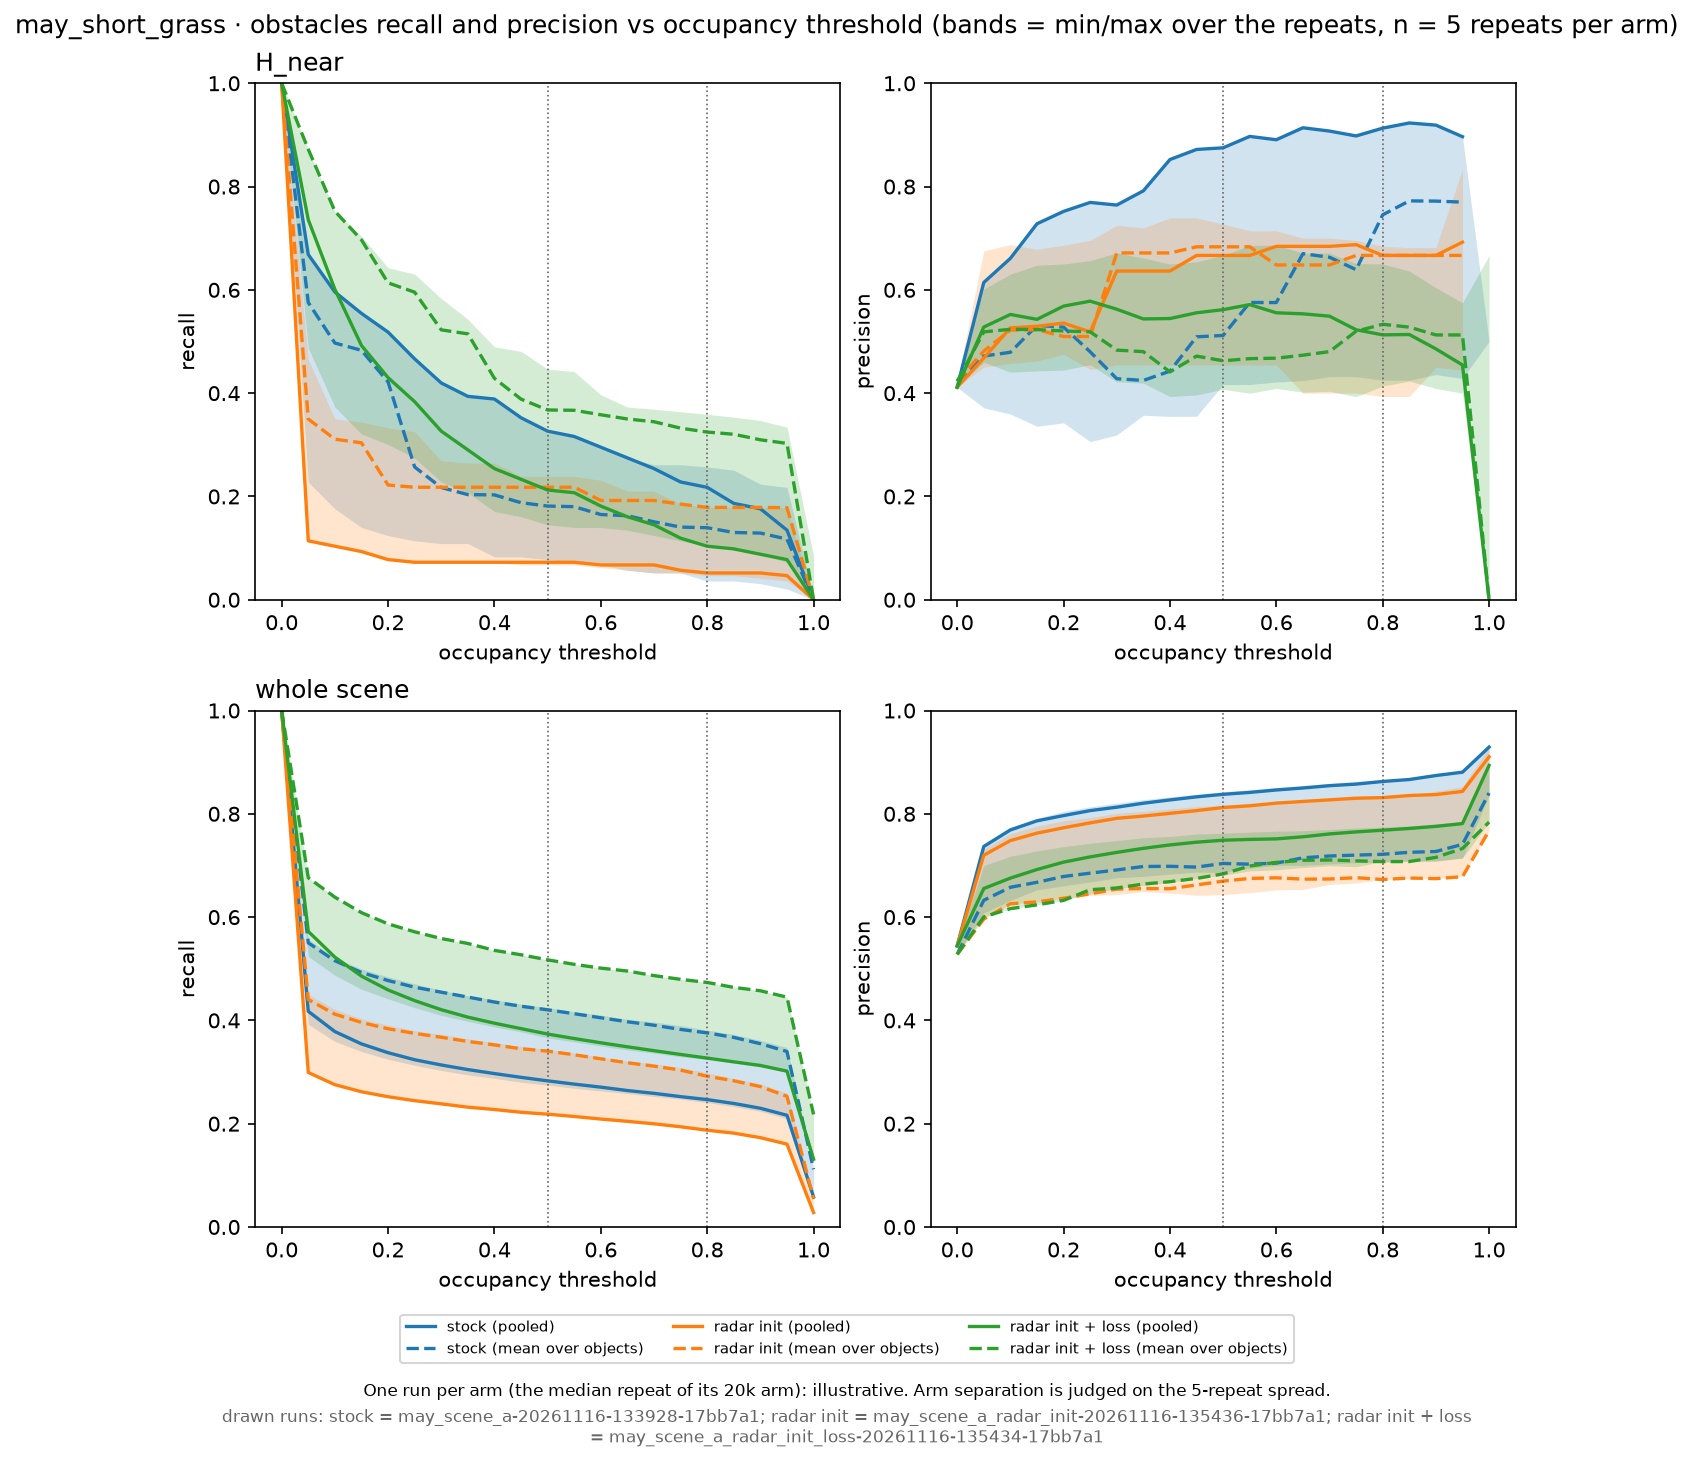 may_short_grass · obstacles recall and precision vs occupancy threshold (bands = min/max over the repeats, n = 5 repeats per arm)
H_near
1.0
0.8
0.6
0.4
0.2
0.0
recall
0.0 0.2 0.4 0.6 0.8 1.0
occupancy threshold
1.0
0.8
0.6
0.4
0.2
0.0
precision
0.0 0.2 0.4 0.6 0.8 1.0
occupancy threshold
whole scene
1.0
0.8
0.6
0.4
0.2
0.0
recall
0.0 0.2 0.4 0.6 0.8 1.0
occupancy threshold
1.0
0.8
0.6
0.4
0.2
0.0
precision
0.0 0.2 0.4 0.6 0.8 1.0
occupancy threshold
stock (pooled) radar init (pooled) radar init + loss (pooled)
stock (mean over objects) radar init (mean over objects) radar init + loss (mean over objects)
One run per arm (the median repeat of its 20k arm): illustrative. Arm separation is judged on the 5-repeat spread.
drawn runs: stock = may_scene_a-20261116-133928-17bb7a1; radar init = may_scene_a_radar_init-20261116-135436-17bb7a1; radar init + loss
= may_scene_a_radar_init_loss-20261116-135434-17bb7a1